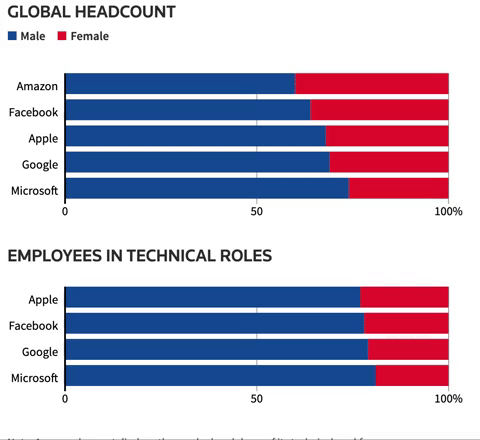 GLOBAL HEADCOUNT
Male Female
Amazon
Facebook
Apple
Google
Microsoft
0 50 100%
EMPLOYEES IN TECHNICAL ROLES
Apple
Facebook
Google
Microsoft
0 50 100%